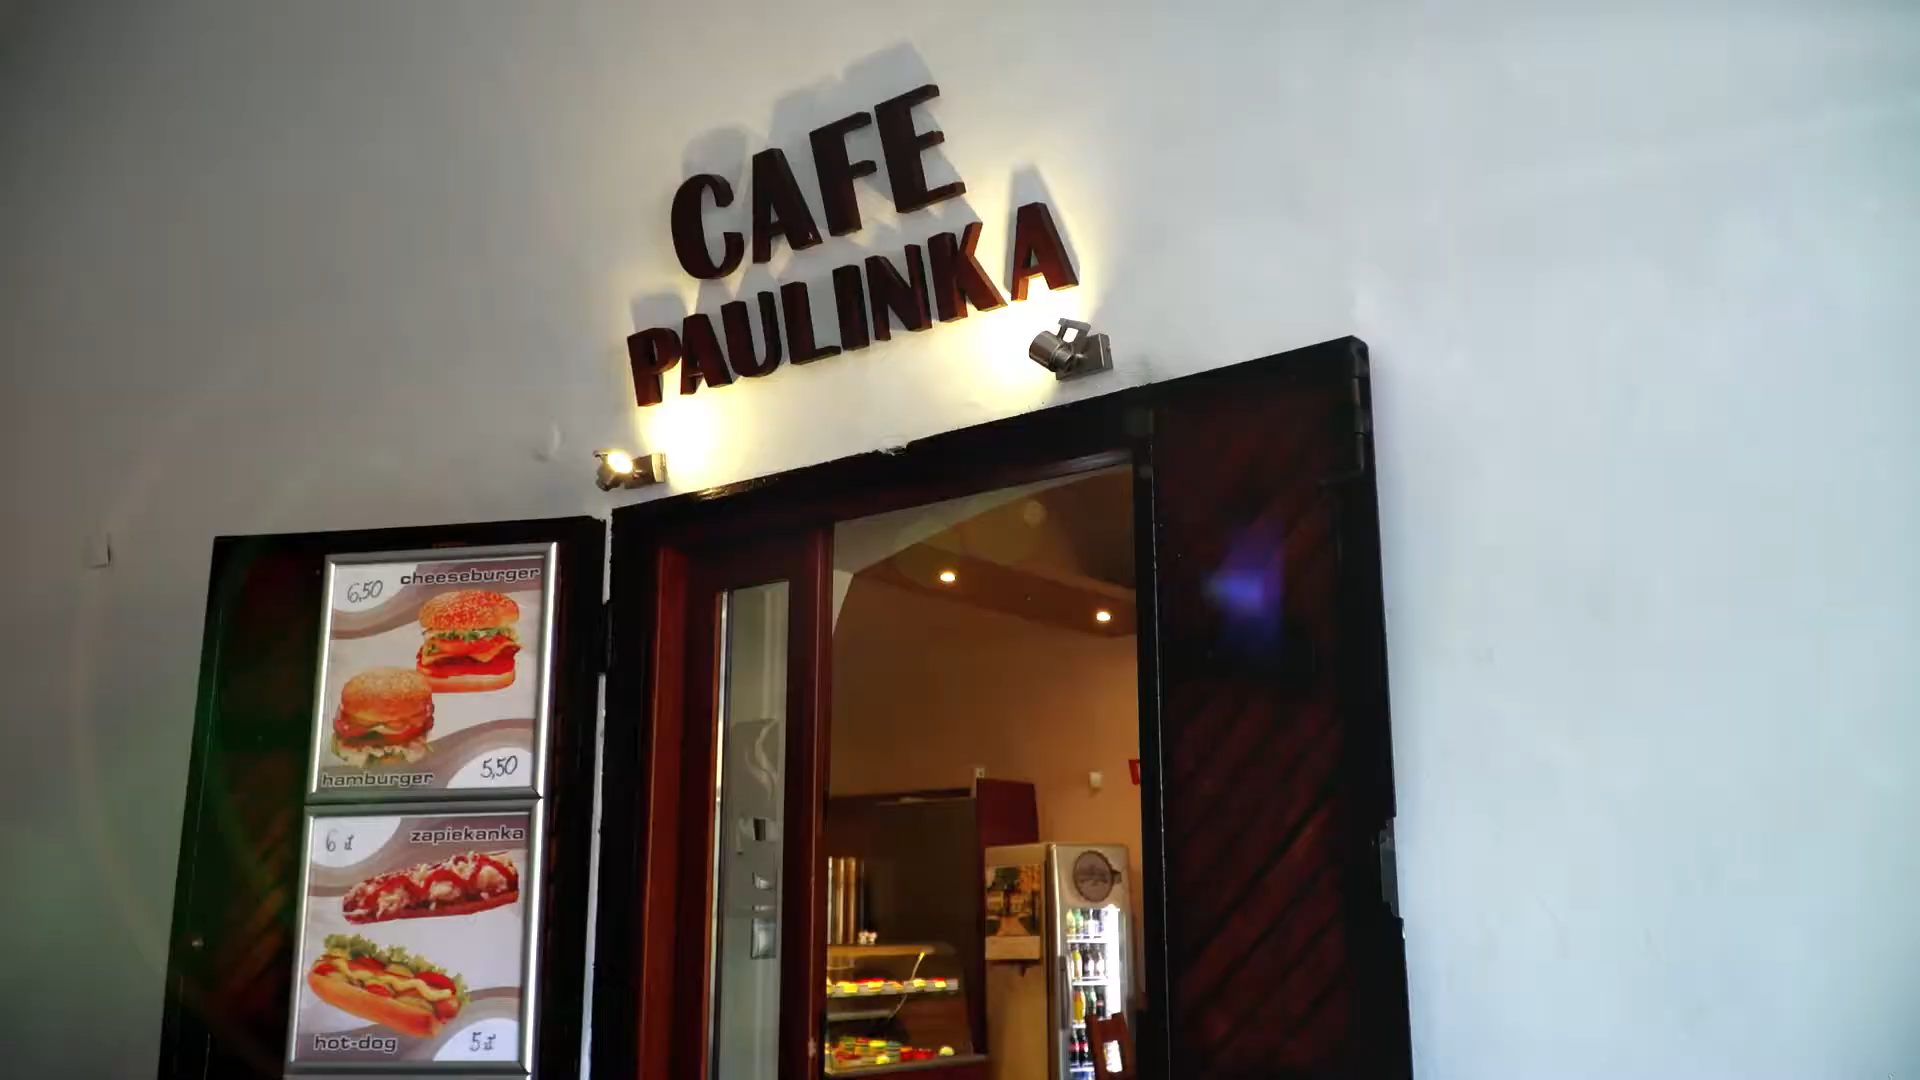 CAFE
PAULINKA
6,50 cheeseburger
hamburger 5,50
6 zł zapiekanka
hot-dog 5 zł